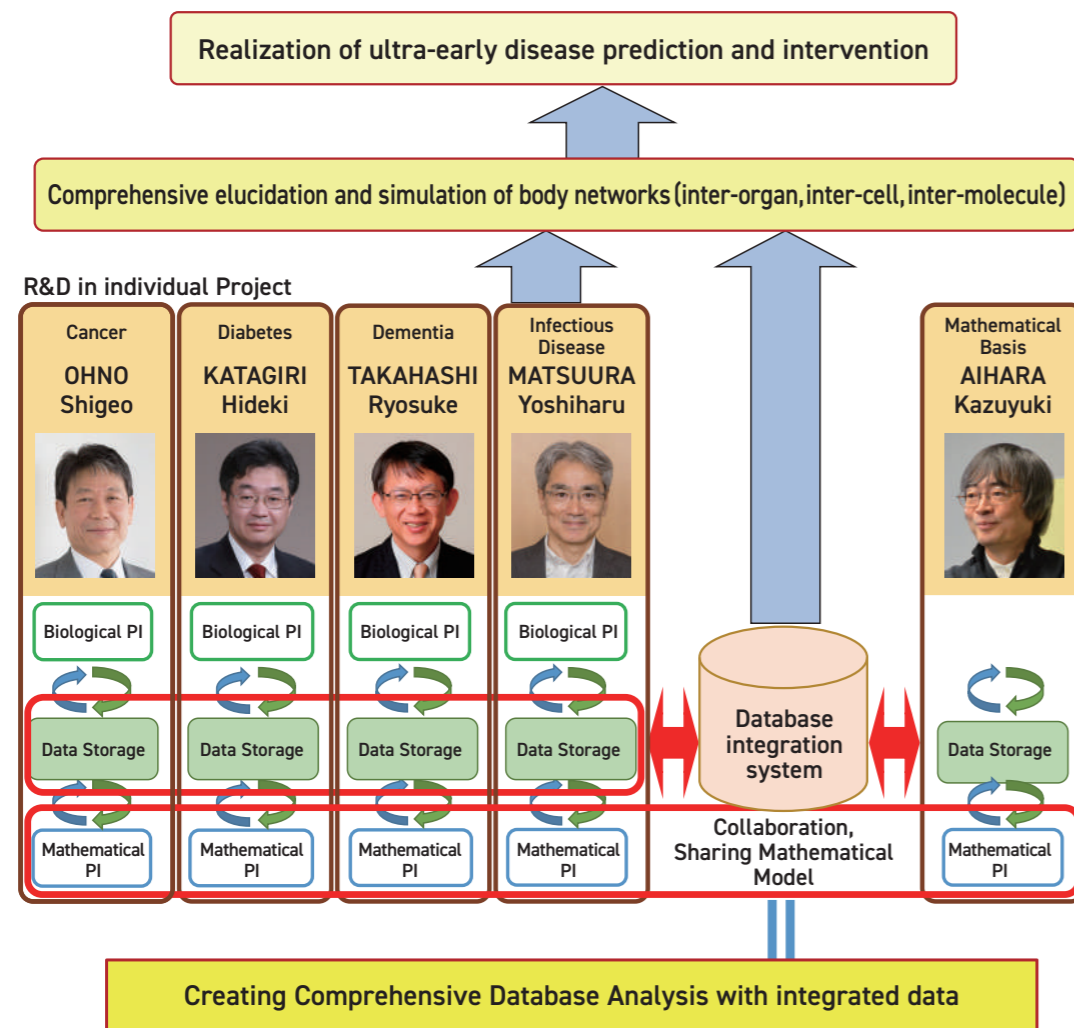 Realization of ultra-early disease prediction and intervention
Comprehensive elucidation and simulation of body networks (inter-organ, inter-cell, inter-molecule)
R&D in individual Project
Cancer
OHNO
Shigeo
Biological PI
Data Storage
Mathematical
PI
Diabetes
KATAGIRI
Hideki
Biological PI
Data Storage
Mathematical
PI
Dementia
TAKAHASHI
Ryosuke
Biological PI
Data Storage
Mathematical
PI
Infectious
Disease
MATSUURA
Yoshiharu
Biological PI
Data Storage
Mathematical
PI
Database
integration
system
Collaboration,
Sharing Mathematical
Model
Mathematical
Basis
AIHARA
Kazuyuki
Data Storage
Mathematical
PI
Creating Comprehensive Database Analysis with integrated data